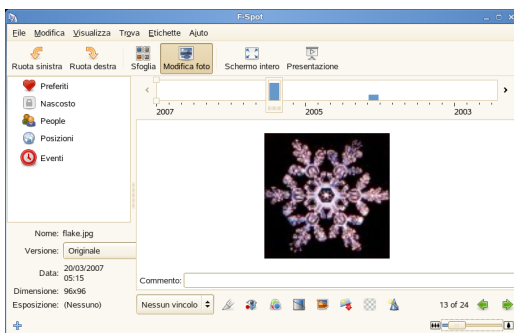 F-Spot
File Modifica Visualizza Trova Etichette Aiuto
Ruota sinistra Ruota destra Sfoglia Modifica foto Schermo intero Presentazione
Preferiti
Nascosto
People
Posizioni
Eventi
2007 2005 2003
Nome: flake.jpg
Versione: Originale
Data: 20/03/2007
05:15
Dimensione: 96x96
Esposizione: (Nessuno)
Commento:
Nessun vincolo
13 of 24